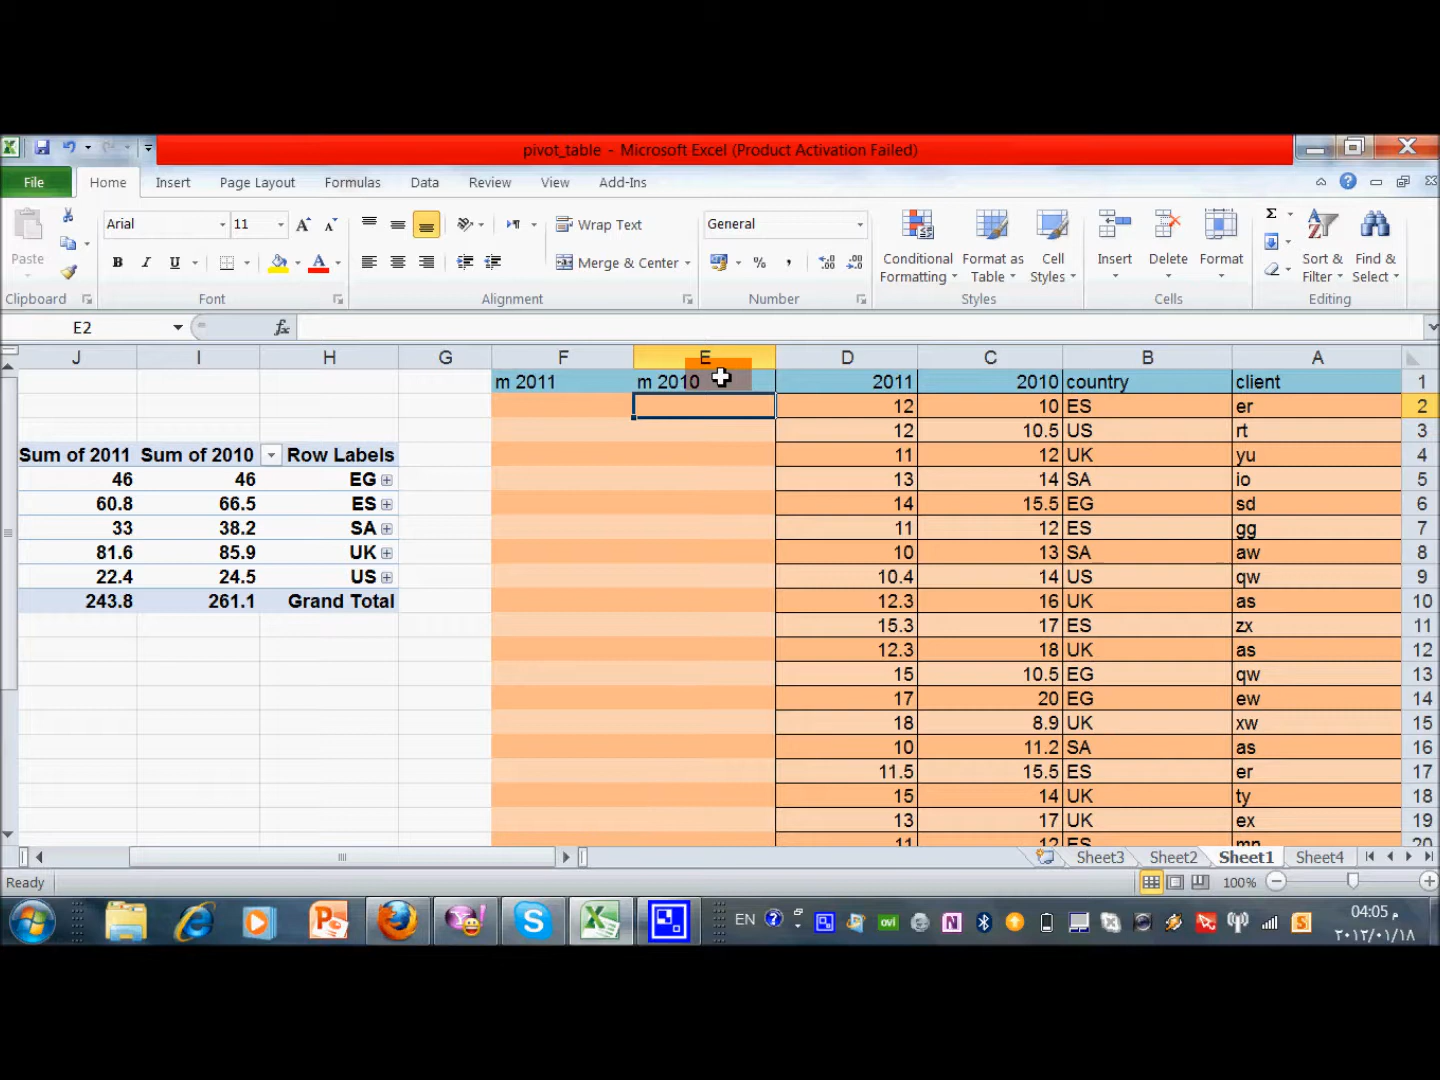 pivot_table - Microsoft Excel (Product Activation Failed)
File Home Insert Page Layout Formulas Data Review View Add-Ins
Paste
Clipboard
Arial 11
B I U
Font
Wrap Text
Merge & Center
Alignment
General
Number
Conditional Formatting
Format as Table
Cell Styles
Styles
Insert Delete Format
Cells
Sort & Filter
Find & Select
Editing
E2 fx
J I H G F E D C B A
m 2011 m 2010 2011 2010 country client 1
12 10 ES er 2
12 10.5 US rt 3
Sum of 2011 Sum of 2010 Row Labels 11 12 UK yu 4
46 46 EG 13 14 SA io 5
60.8 66.5 ES 14 15.5 EG sd 6
33 38.2 SA 11 12 ES gg 7
81.6 85.9 UK 10 13 SA aw 8
22.4 24.5 US 10.4 14 US qw 9
243.8 261.1 Grand Total 12.3 16 UK as 10
15.3 17 ES zx 11
12.3 18 UK as 12
15 10.5 EG qw 13
17 20 EG ew 14
18 8.9 UK xw 15
10 11.2 SA as 16
11.5 15.5 ES er 17
15 14 UK ty 18
13 17 UK ex 19
11 12 ES mn 20
Sheet3 Sheet2 Sheet1 Sheet4
Ready 100%
EN ovi 04:05 م
٢٠١٢/٠١/١٨